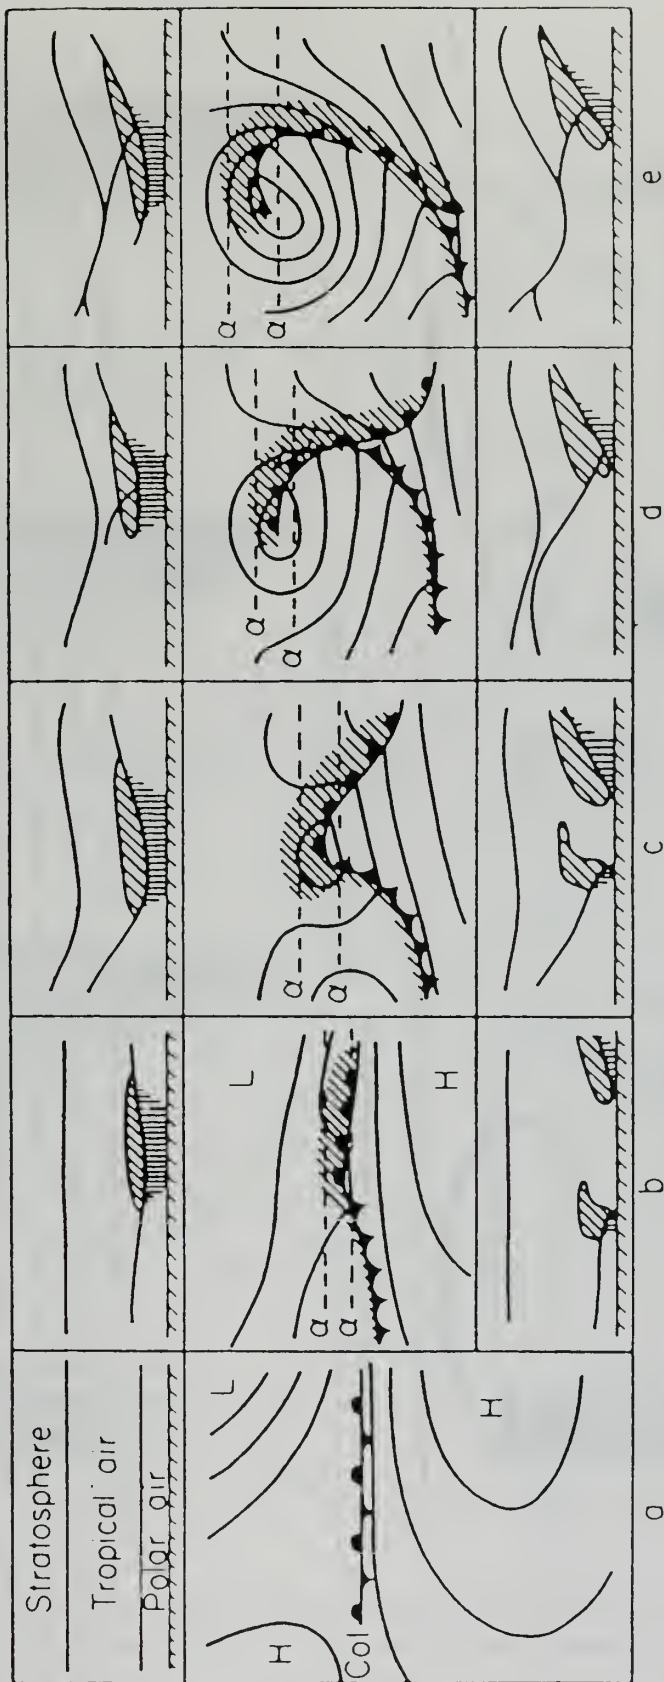 Stratosphere
Tropical air
Polar air
L
H
Col
H
L
α
α
H
α
α
α
α
α
α
a
b
c
d
e